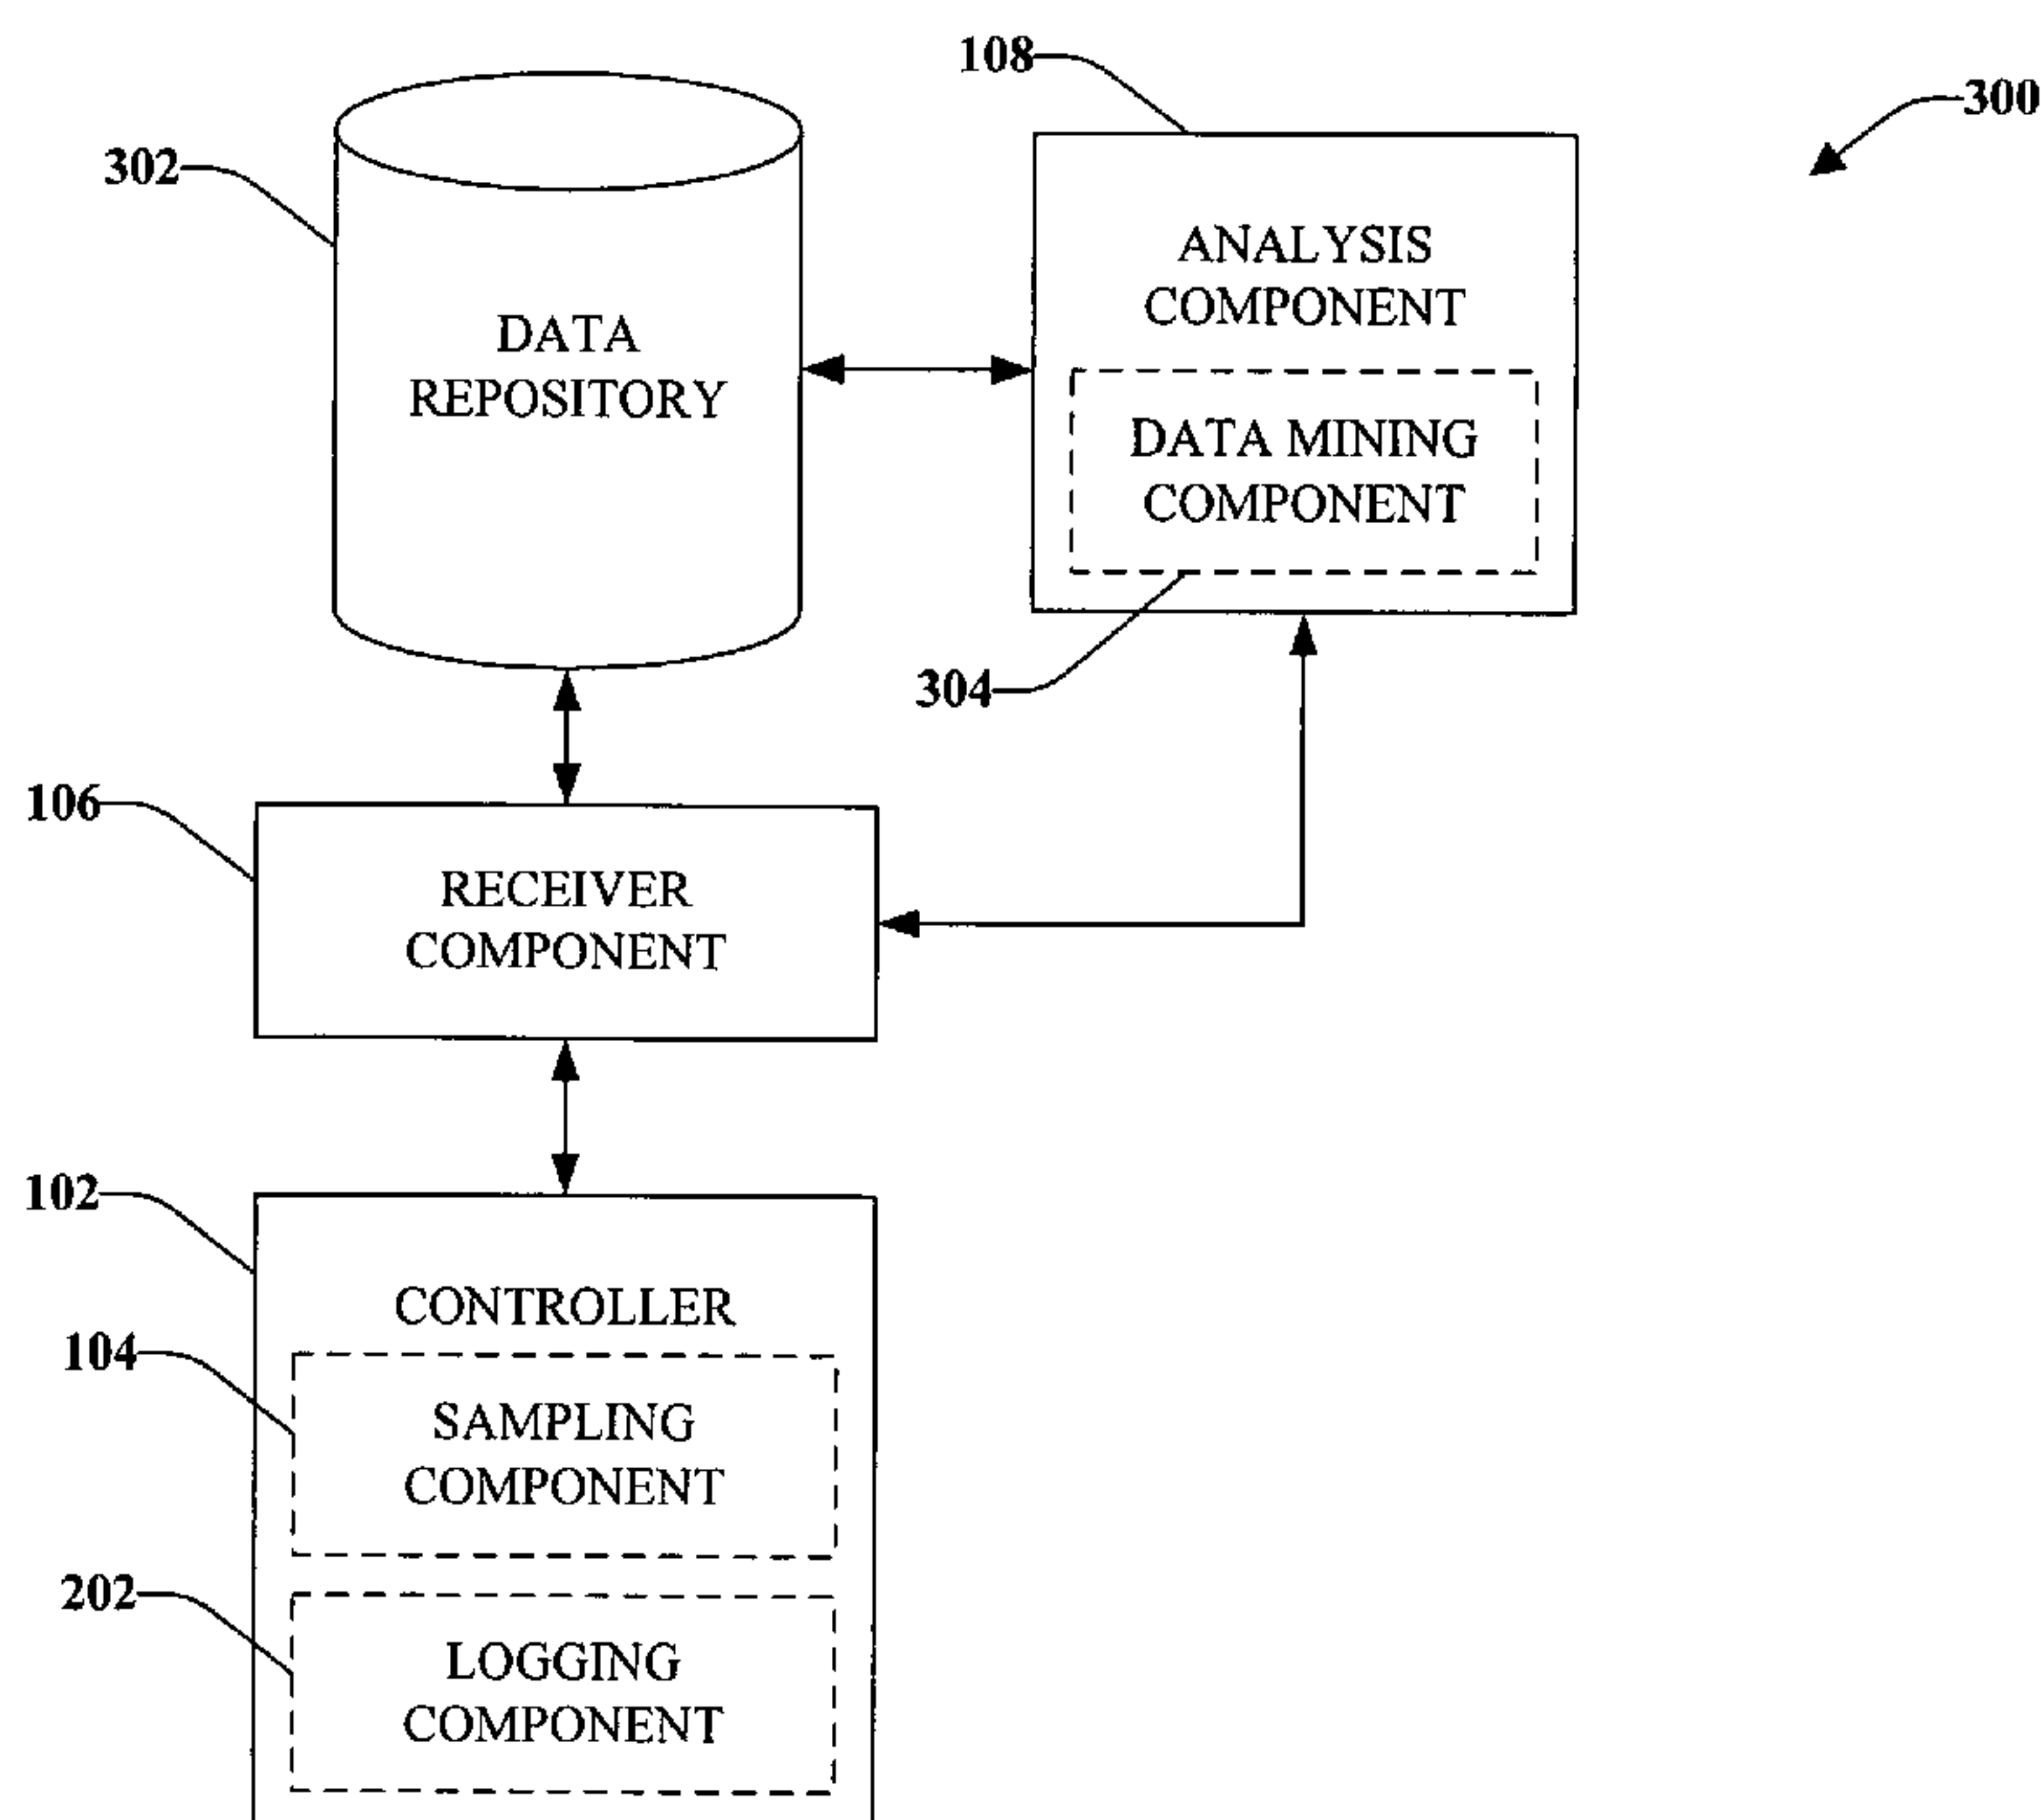 108
300
302
ANALYSIS
COMPONENT
DATA
REPOSITORY
DATA MINING
COMPONENT
304
106
RECEIVER
COMPONENT
102
CONTROLLER
104
SAMPLING
COMPONENT
202
LOGGING
COMPONENT